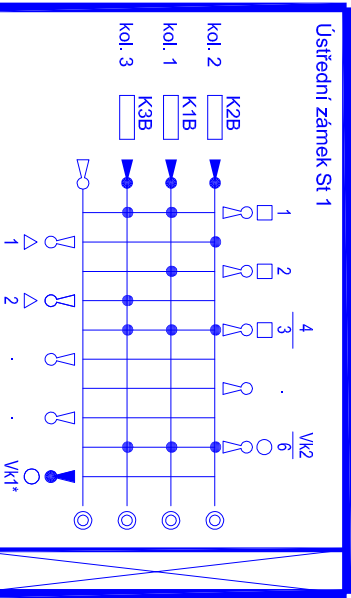 Ústřední zámek St 1
kol. 2 K2B
kol. 1 K1B
kol. 3 K3B
1
2
4
3
.
Vk2
6
1
2
.
.
Vk1*